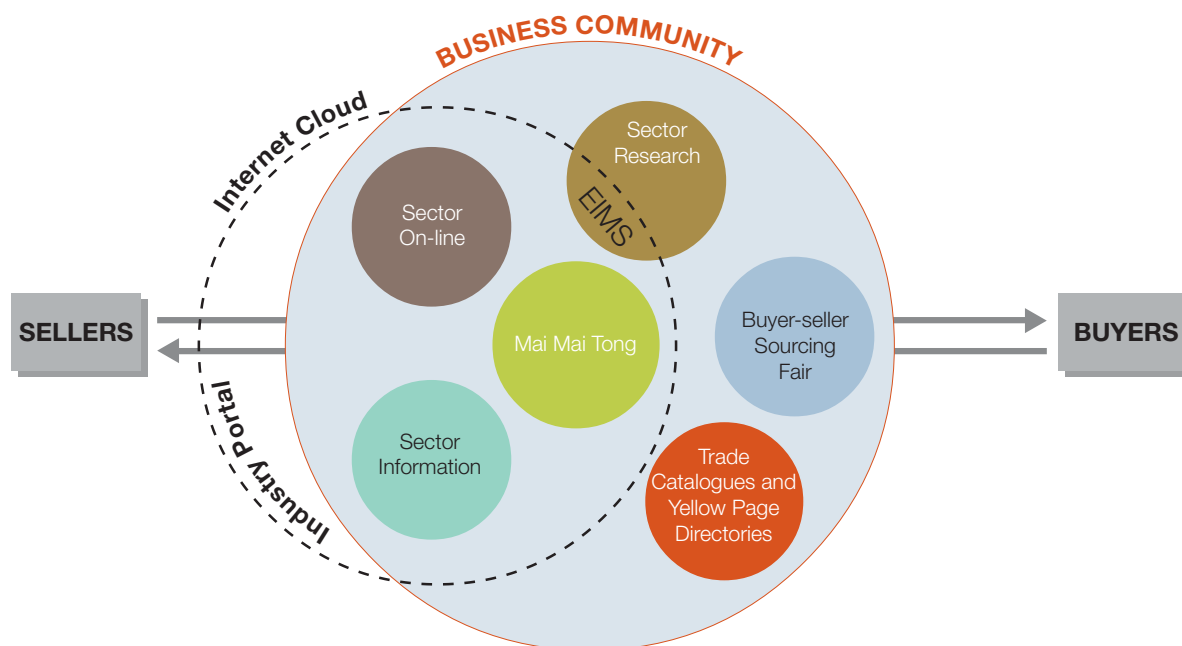 BUSINESS COMMUNITY
Internet Cloud
Sector
Research
EIMS
Sector
On-line
SELLERS
Mai Mai Tong
Buyer-seller
Sourcing
Fair
BUYERS
Industry Portal
Sector
Information
Trade
Catalogues and
Yellow Page
Directories